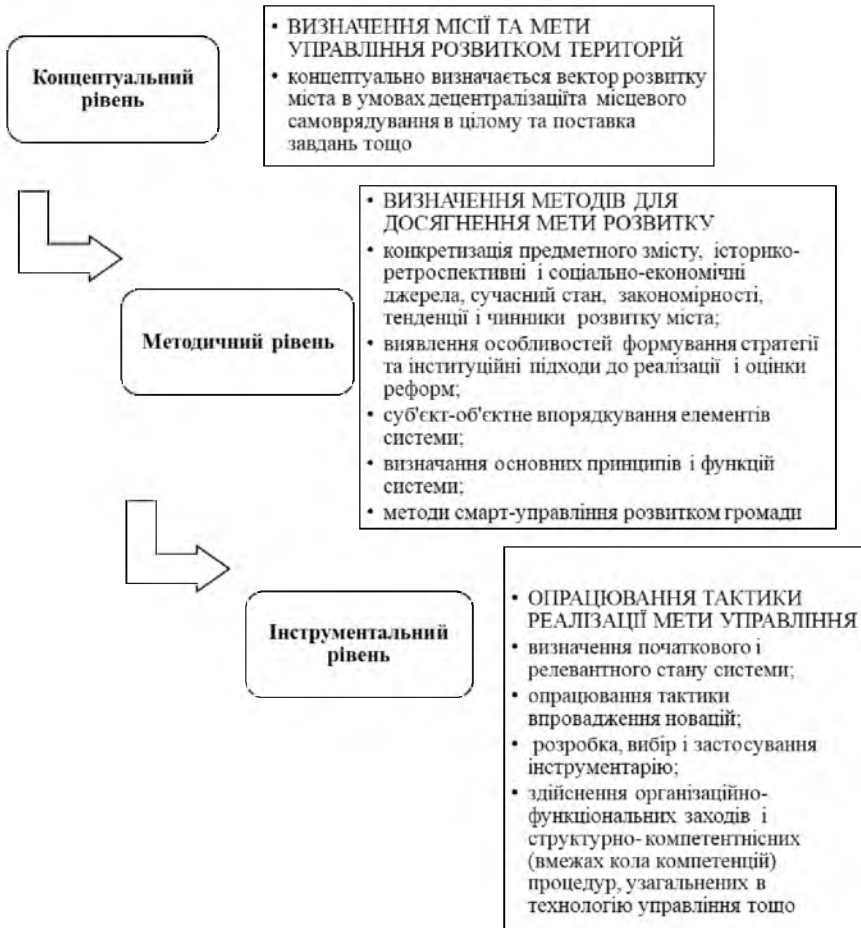 Концептуальний
рівень
• ВИЗНАЧЕННЯ МІСІЇ ТА МЕТИ
УПРАВЛІННЯ РОЗВИТКОМ ТЕРИТОРІЙ
• концептуально визначається вектор розвитку
міста в умовах децентралізаціїта місцевого
самоврядування в цілому та поставка
завдань тощо
Методичний рівень
• ВИЗНАЧЕННЯ МЕТОДІВ ДЛЯ
ДОСЯГНЕННЯ МЕТИ РОЗВИТКУ
• конкретизація предметного змісту, історико-
ретроспективні і соціально-економічні
джерела, сучасний стан, закономірності,
тенденції і чинники розвитку міста;
• виявлення особливостей формування стратегії
та інституційні підходи до реалізації і оцінки
реформ;
• суб'єкт-об'єктне впорядкування елементів
системи;
• визначання основних принципів і функцій
системи;
• методи смарт-управління розвитком громади
Інструментальний
рівень
• ОПРАЦЮВАННЯ ТАКТИКИ
РЕАЛІЗАЦІЇ МЕТИ УПРАВЛІННЯ
• визначення початкового і
релевантного стану системи;
• опрацювання тактики
впровадження новацій;
• розробка, вибір і застосування
інструментарію;
• здійснення організаційно-
функціональних заходів і
структурно-компетентнісних
(вмежах кола компетенцій)
процедур, узагальнених в
технологію управління тощо